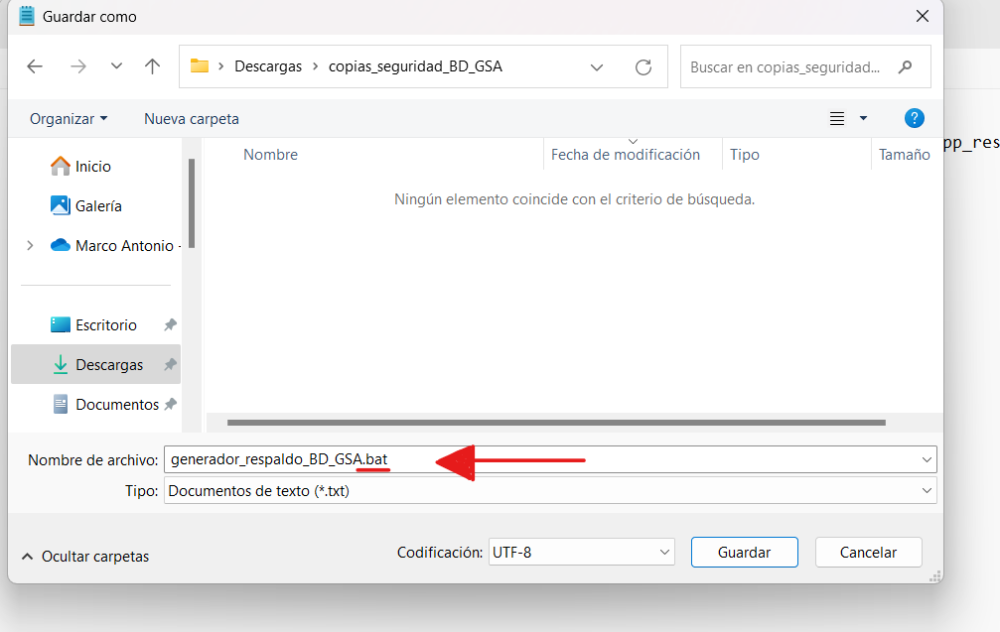 Guardar como
Descargas > copias_seguridad_BD_GSA
Buscar en copias_seguridad...
Organizar
Nueva carpeta
?
pp_res
Nombre
Fecha de modificación
Tipo
Tamaño
Ningún elemento coincide con el criterio de búsqueda.
Inicio
Galería
Marco Antonio -
Escritorio
Descargas
Documentos
Nombre de archivo: generador_respaldo_BD_GSA.bat
Tipo: Documentos de texto (*.txt)
Ocultar carpetas
Codificación: UTF-8
Guardar
Cancelar